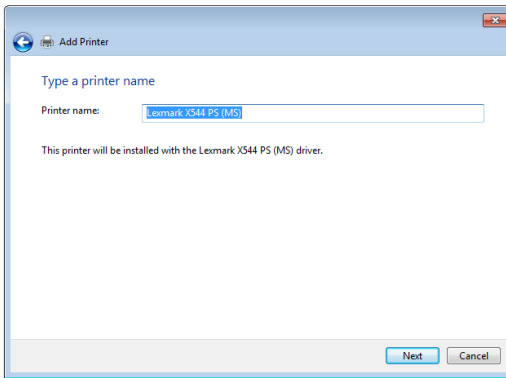 Add Printer
Type a printer name
Printer name: Lexmark X544 PS (MS)
This printer will be installed with the Lexmark X544 PS (MS) driver.
Next Cancel